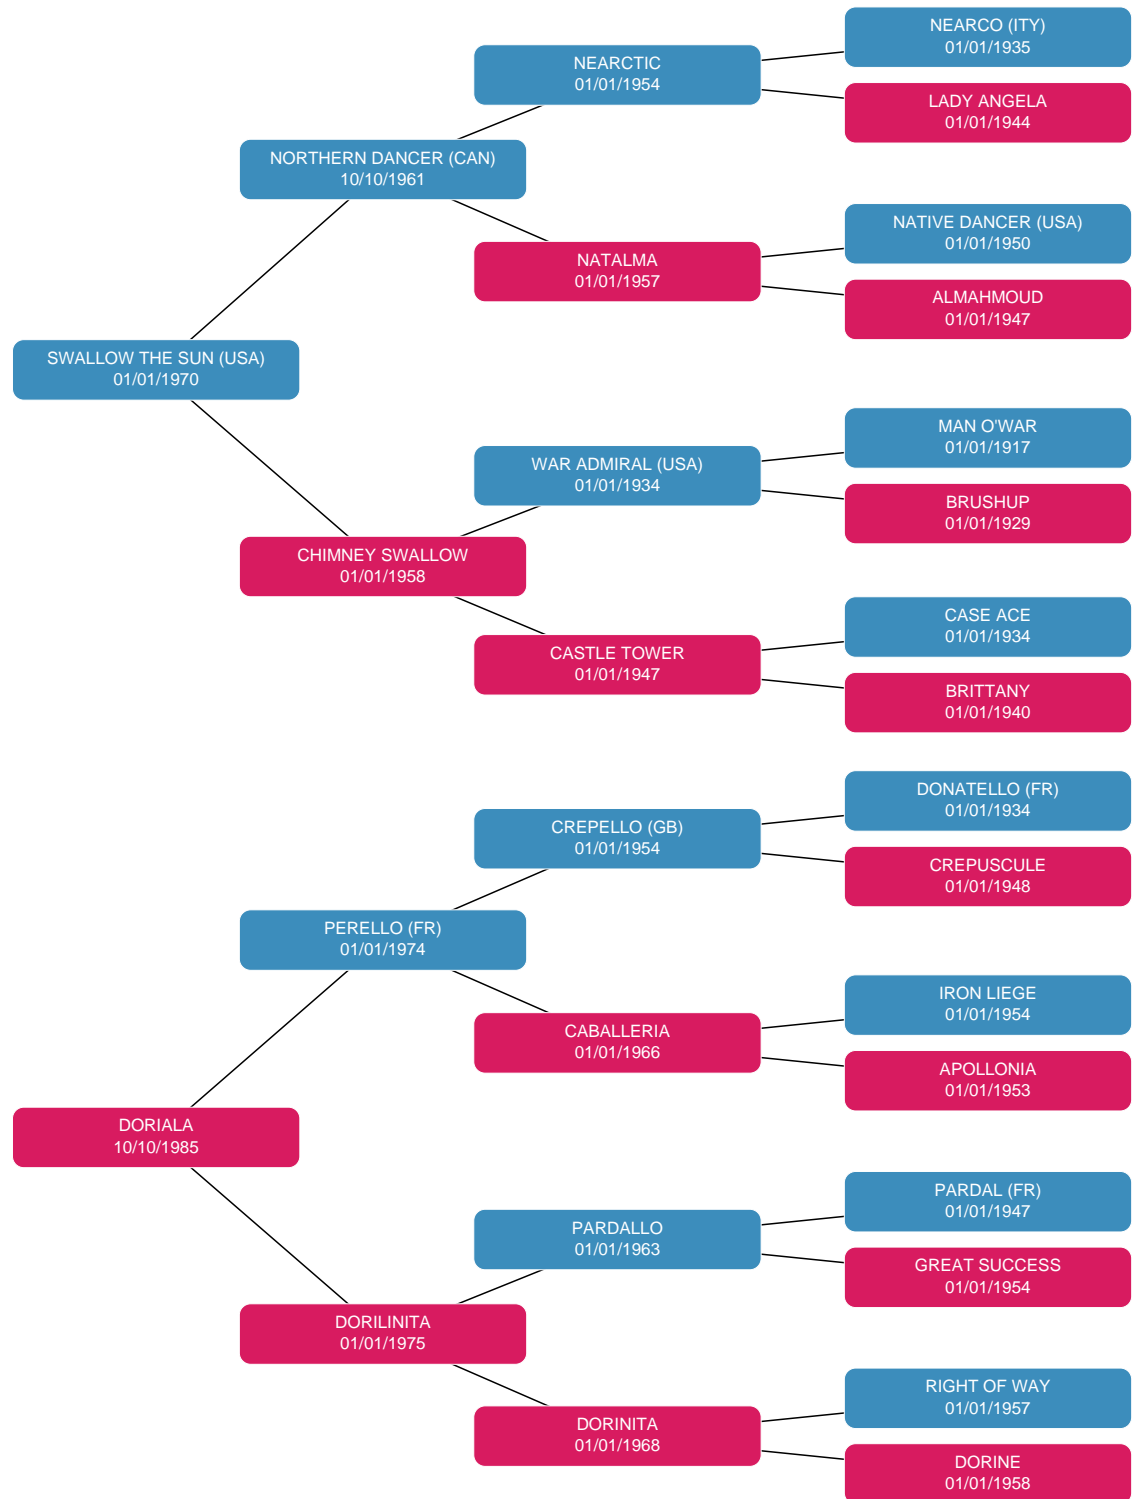 NEARCO (ITY)
01/01/1935
NEARCTIC
01/01/1954
LADY ANGELA
01/01/1944
NORTHERN DANCER (CAN)
10/10/1961
NATIVE DANCER (USA)
01/01/1950
NATALMA
01/01/1957
ALMAHMOUD
01/01/1947
SWALLOW THE SUN (USA)
01/01/1970
MAN O'WAR
01/01/1917
WAR ADMIRAL (USA)
01/01/1934
BRUSHUP
01/01/1929
CHIMNEY SWALLOW
01/01/1958
CASE ACE
01/01/1934
CASTLE TOWER
01/01/1947
BRITTANY
01/01/1940
DONATELLO (FR)
01/01/1934
CREPELLO (GB)
01/01/1954
CREPUSCULE
01/01/1948
PERELLO (FR)
01/01/1974
IRON LIEGE
01/01/1954
CABALLERIA
01/01/1966
APOLLONIA
01/01/1953
DORIALA
10/10/1985
PARDAL (FR)
01/01/1947
PARDALLO
01/01/1963
GREAT SUCCESS
01/01/1954
DORILINITA
01/01/1975
RIGHT OF WAY
01/01/1957
DORINITA
01/01/1968
DORINE
01/01/1958